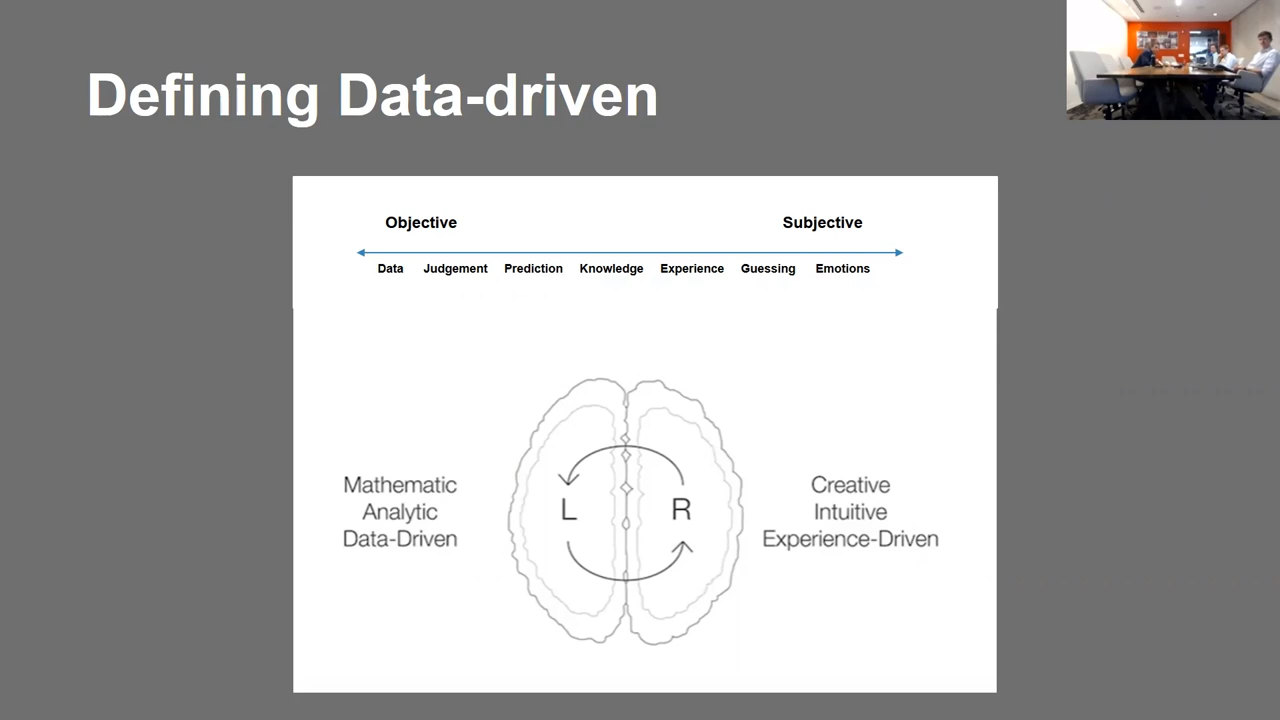 Defining Data-driven
Objective Subjective
Data Judgement Prediction Knowledge Experience Guessing Emotions
Mathematic
Analytic
Data-Driven
L R
Creative
Intuitive
Experience-Driven